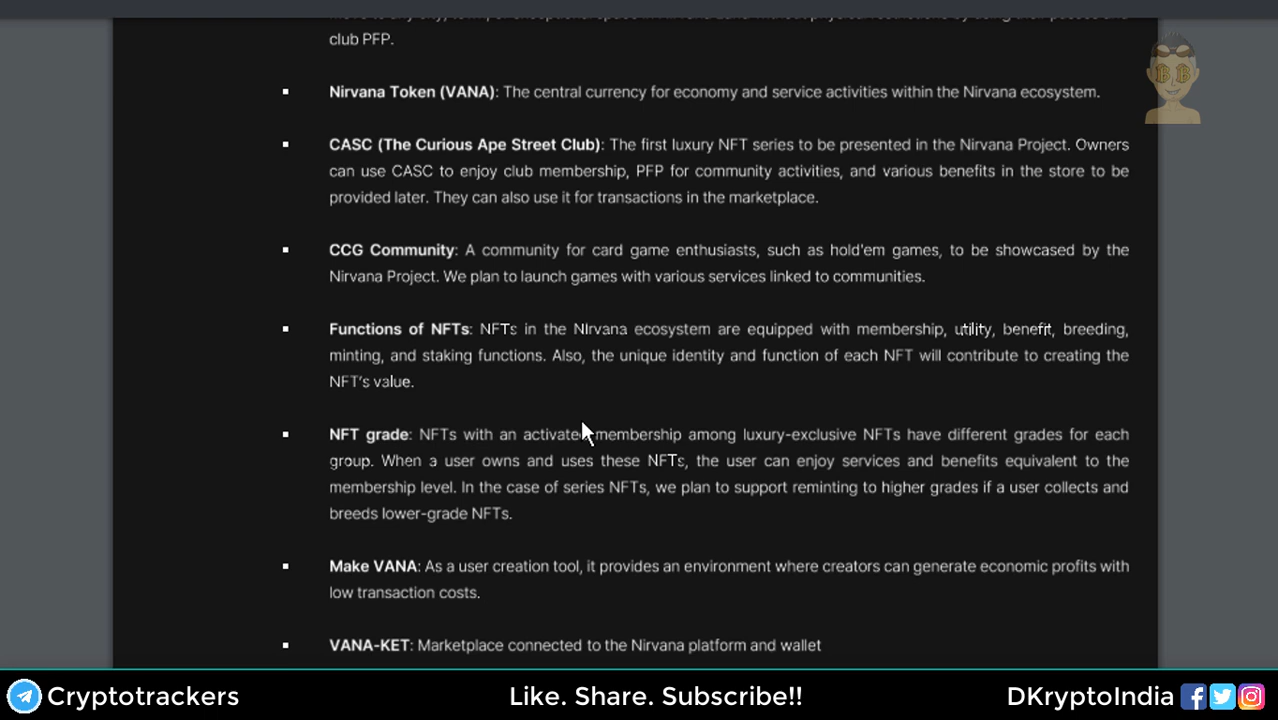 club PFP.
▪ Nirvana Token (VANA): The central currency for economy and service activities within the Nirvana ecosystem.
▪ CASC (The Curious Ape Street Club): The first luxury NFT series to be presented in the Nirvana Project. Owners
can use CASC to enjoy club membership, PFP for community activities, and various benefits in the store to be
provided later. They can also use it for transactions in the marketplace.
▪ CCG Community: A community for card game enthusiasts, such as hold'em games, to be showcased by the
Nirvana Project. We plan to launch games with various services linked to communities.
▪ Functions of NFTs: NFTs in the Nirvana ecosystem are equipped with membership, utility, benefit, breeding,
minting, and staking functions. Also, the unique identity and function of each NFT will contribute to creating the
NFT's value.
▪ NFT grade: NFTs with an activated membership among luxury-exclusive NFTs have different grades for each
group. When a user owns and uses these NFTs, the user can enjoy services and benefits equivalent to the
membership level. In the case of series NFTs, we plan to support reminting to higher grades if a user collects and
breeds lower-grade NFTs.
▪ Make VANA: As a user creation tool, it provides an environment where creators can generate economic profits with
low transaction costs.
▪ VANA-KET: Marketplace connected to the Nirvana platform and wallet
Cryptotrackers Like. Share. Subscribe!! DKryptoIndia